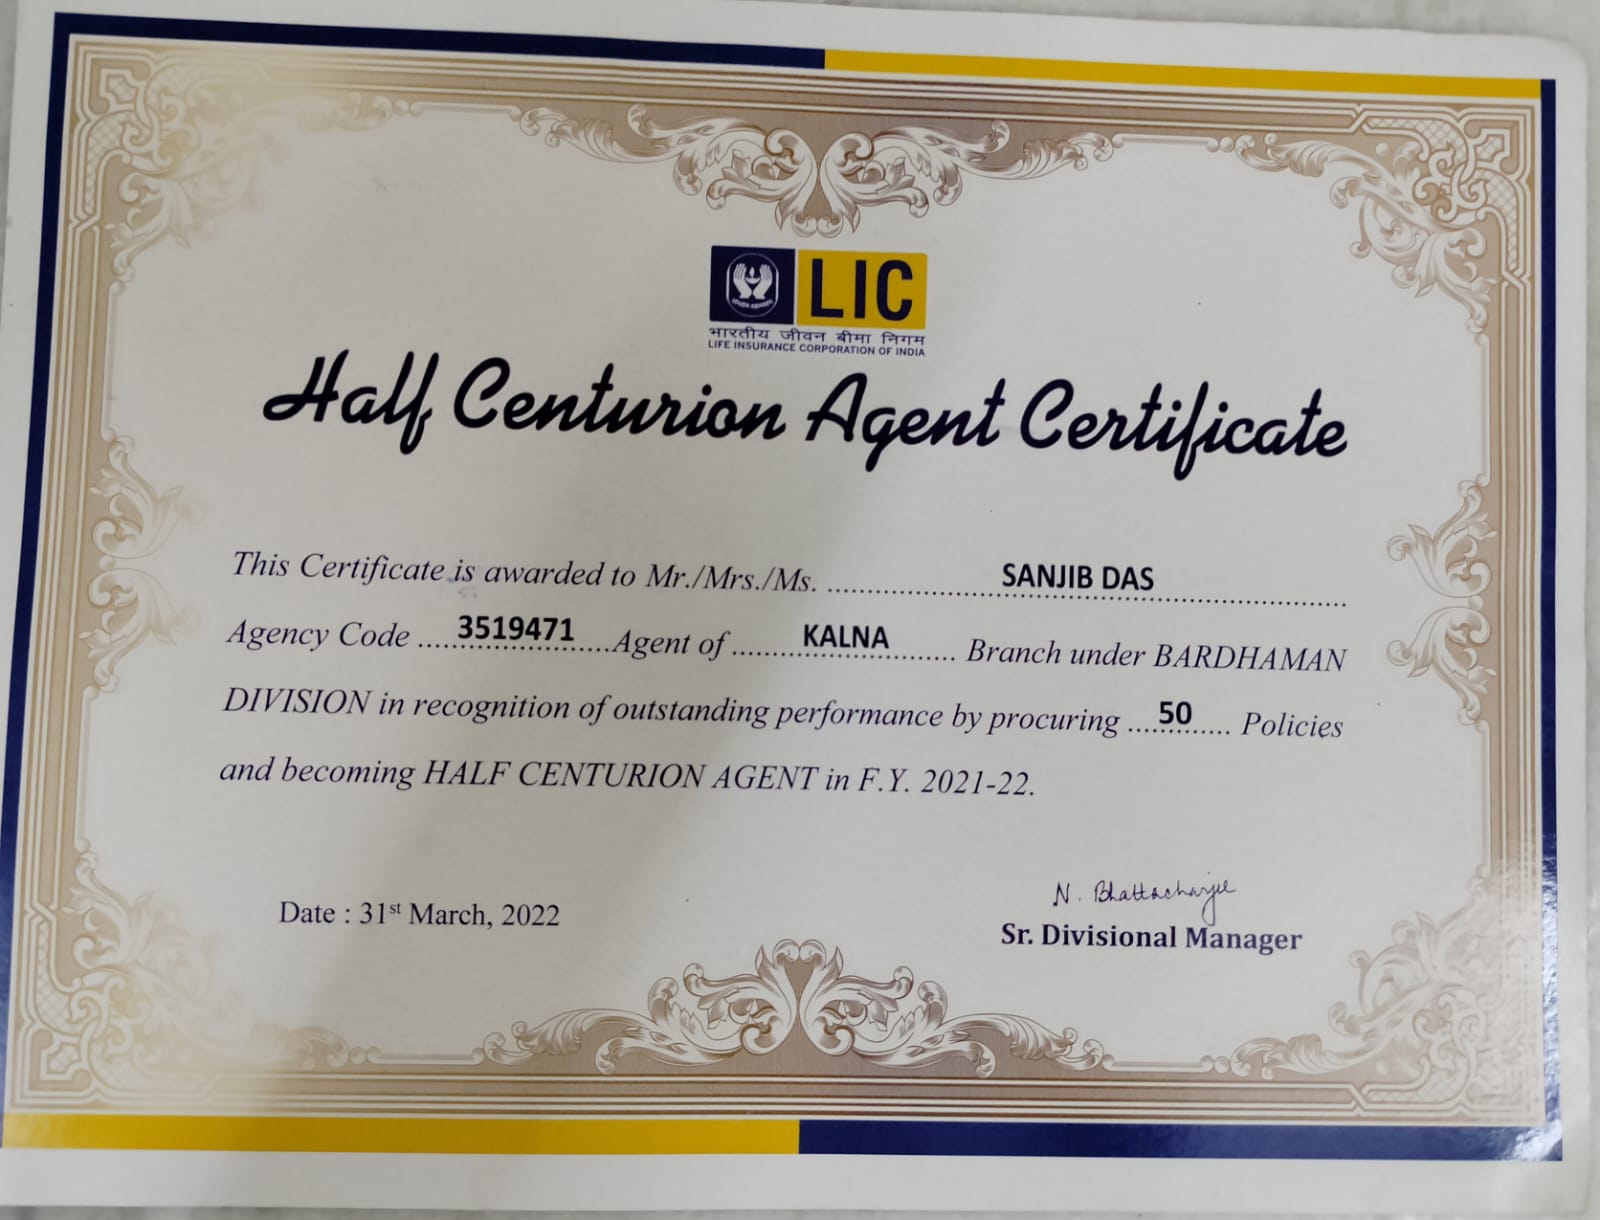 LIC
भारतीय जीवन बीमा निगम
LIFE INSURANCE CORPORATION OF INDIA
Half Centurion Agent Certificate
This Certificate is awarded to Mr./Mrs./Ms. .................... SANJIB DAS ....................
Agency Code .... 3519471 .... Agent of .... KALNA .... Branch under BARDHAMAN
DIVISION in recognition of outstanding performance by procuring ... 50 .... Policies
and becoming HALF CENTURION AGENT in F.Y. 2021-22.
N. Bhattacharjee
Date : 31st March, 2022
Sr. Divisional Manager